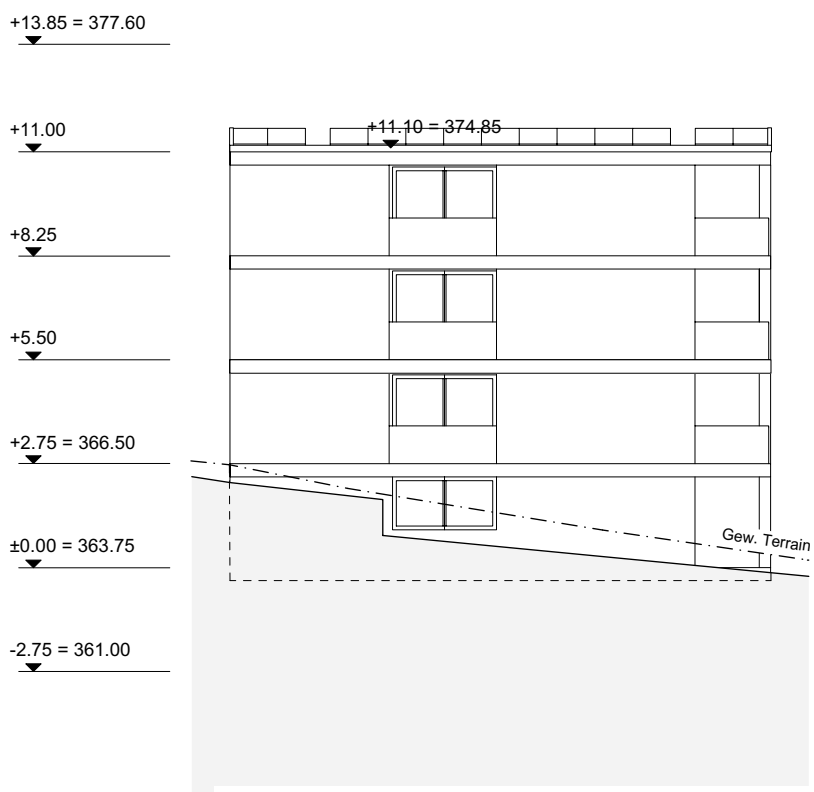 +13.85 = 377.60
+11.00
+11.10 = 374.85
+8.25
+5.50
+2.75 = 366.50
Gew. Terrain
±0.00 = 363.75
-2.75 = 361.00